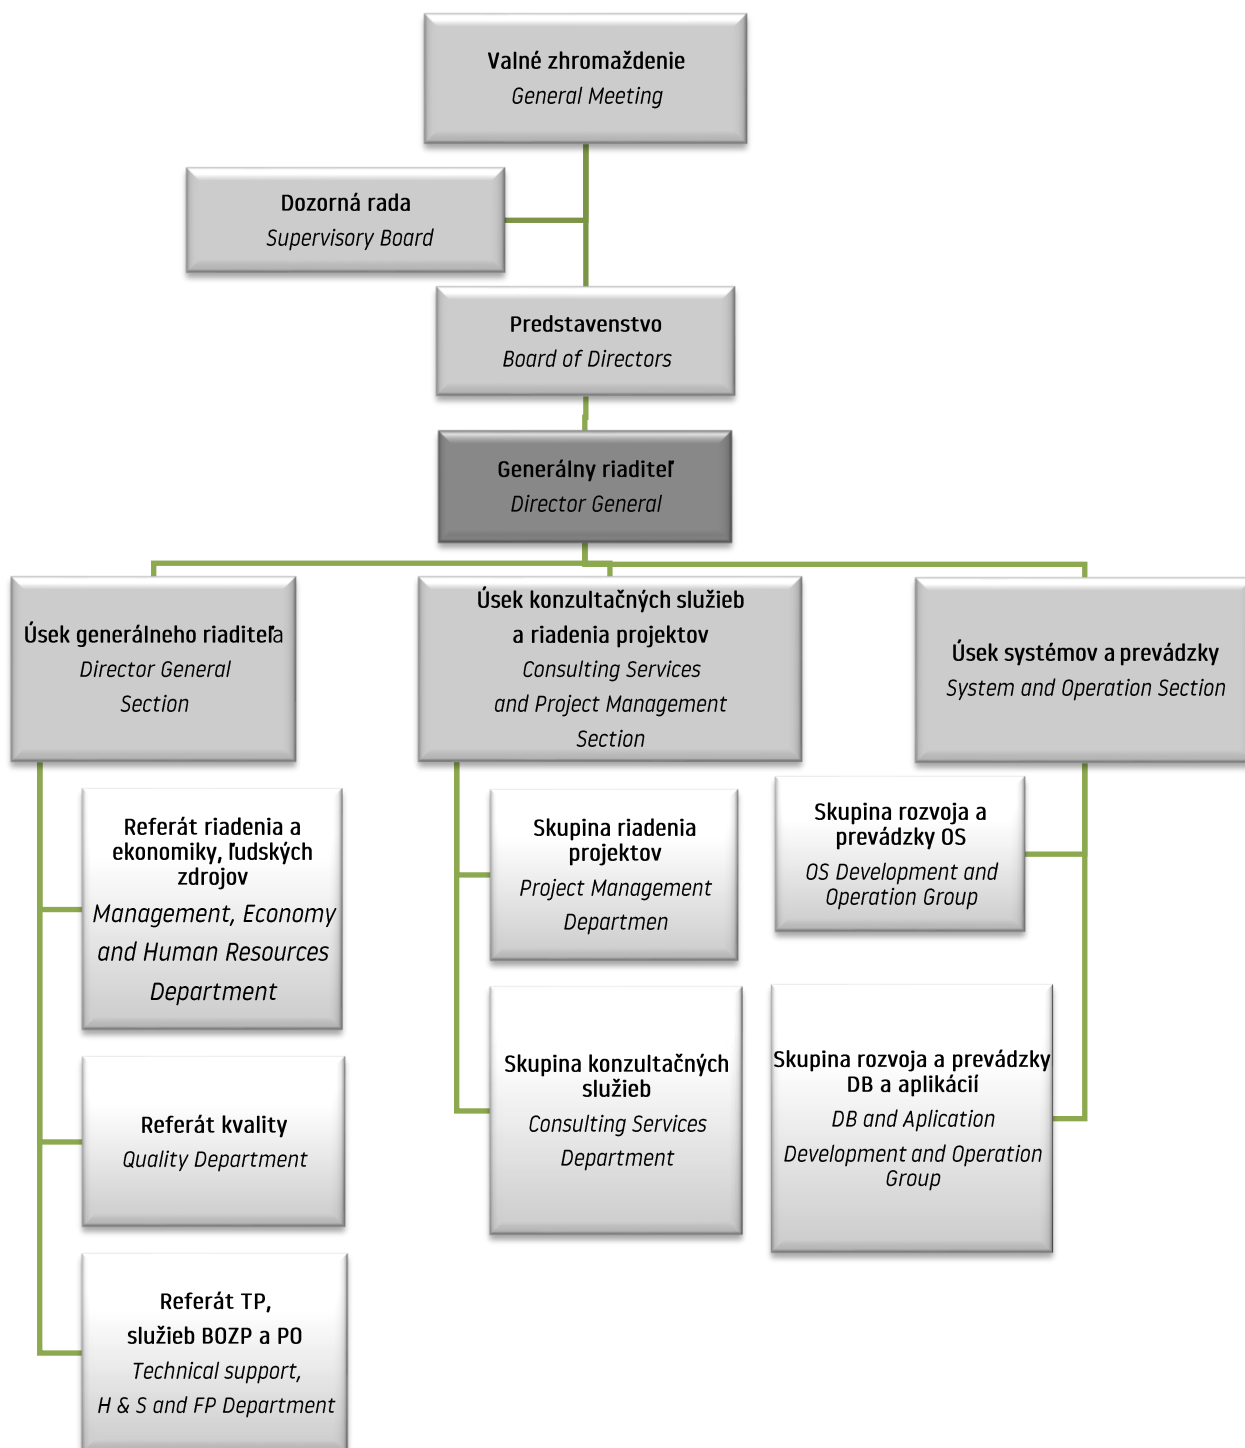 Valné zhromaždenie
General Meeting
Dozorná rada
Supervisory Board
Predstavenstvo
Board of Directors
Generálny riaditeľ
Director General
Úsek generálneho riaditeľa
Director General
Section
Úsek konzultačných služieb
a riadenia projektov
Consulting Services
and Project Management
Section
Úsek systémov a prevádzky
System and Operation Section
Referát riadenia a
ekonomiky, ľudských
zdrojov
Management, Economy
and Human Resources
Department
Skupina riadenia
projektov
Project Management
Departmen
Skupina rozvoja a
prevádzky OS
OS Development and
Operation Group
Referát kvality
Quality Department
Skupina konzultačných
služieb
Consulting Services
Department
Skupina rozvoja a prevádzky
DB a aplikácií
DB and Aplication
Development and Operation
Group
Referát TP,
služieb BOZP a PO
Technical support,
H & S and FP Department